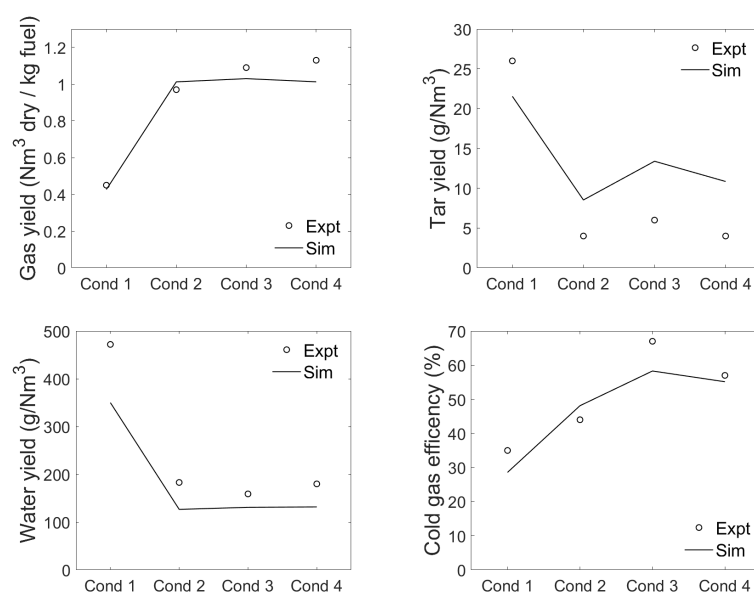 Gas yield (Nm³ dry / kg fuel)
1.2
1
0.8
0.6
0.4
0.2
0
Expt
Sim
Cond 1 Cond 2 Cond 3 Cond 4
Tar yield (g/Nm³)
30
25
20
15
10
5
0
Expt
Sim
Cond 1 Cond 2 Cond 3 Cond 4
Water yield (g/Nm³)
500
400
300
200
100
0
Expt
Sim
Cond 1 Cond 2 Cond 3 Cond 4
Cold gas efficency (%)
70
60
50
40
30
20
10
0
Expt
Sim
Cond 1 Cond 2 Cond 3 Cond 4